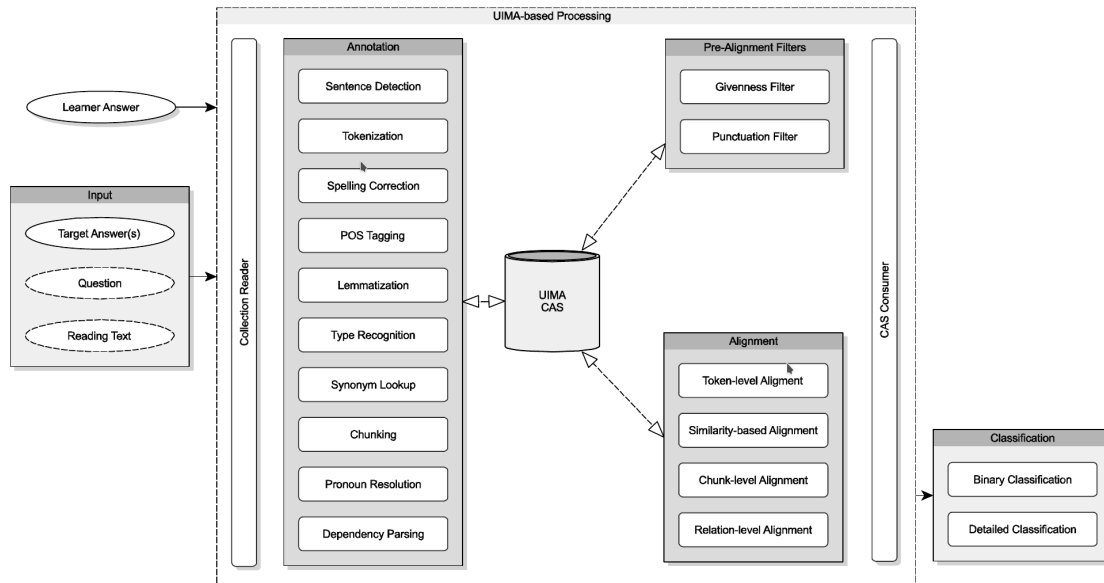 UIMA-based Processing
Learner Answer
Input
Target Answer(s)
Question
Reading Text
Collection Reader
Annotation
Sentence Detection
Tokenization
Spelling Correction
POS Tagging
Lemmatization
Type Recognition
Synonym Lookup
Chunking
Pronoun Resolution
Dependency Parsing
UIMA
CAS
Pre-Alignment Filters
Givenness Filter
Punctuation Filter
Alignment
Token-level Aligment
Similarity-based Alignment
Chunk-level Alignment
Relation-level Alignment
CAS Consumer
Classification
Binary Classification
Detailed Classification